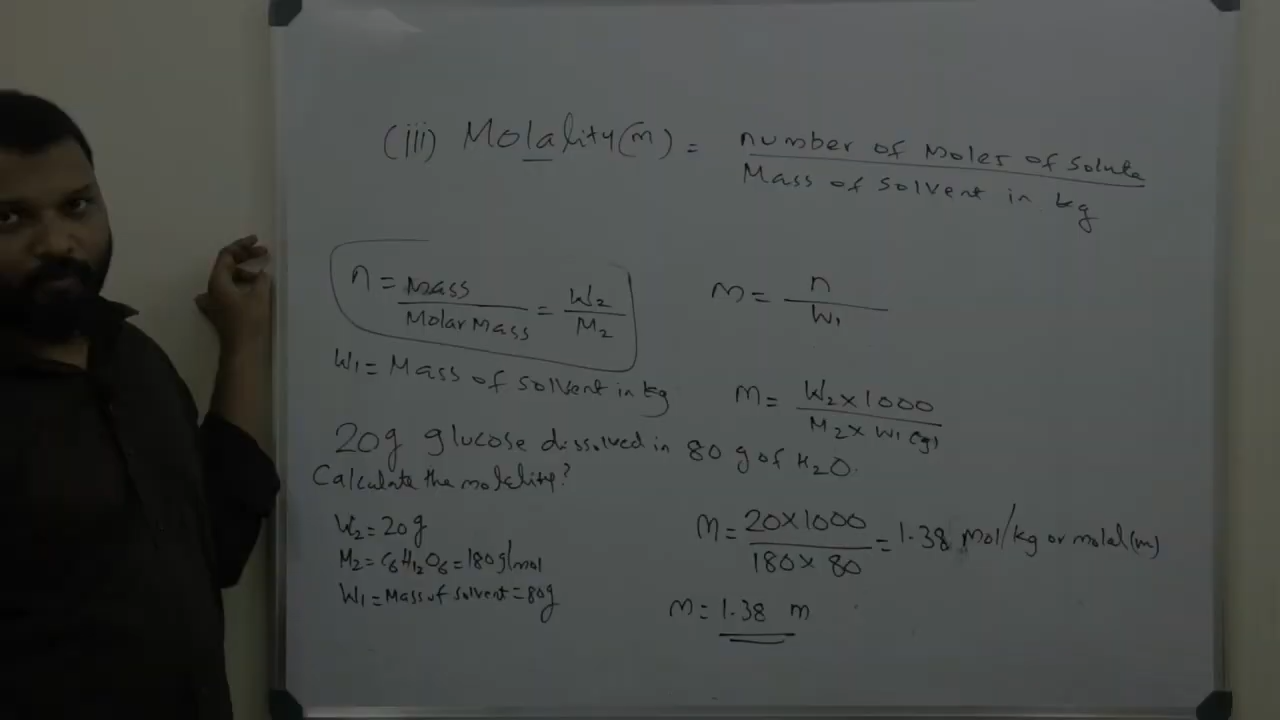 (iii) Molality(m) = number of Moles of solute / Mass of solvent in kg
n = Mass / Molar Mass = W₂ / M₂
m = n / W₁
W₁ = Mass of solvent in kg
m = W₂ x 1000 / M₂ x W₁ (g)
20g glucose dissolved in 80 g of H₂O.
Calculate the molality?
W₂ = 20g
M₂ = C₆H₁₂O₆ = 180g/mol
W₁ = Mass of solvent = 80g
m = 20x1000 / 180x 80 = 1.38 mol/kg or molal(m)
m = 1.38 m